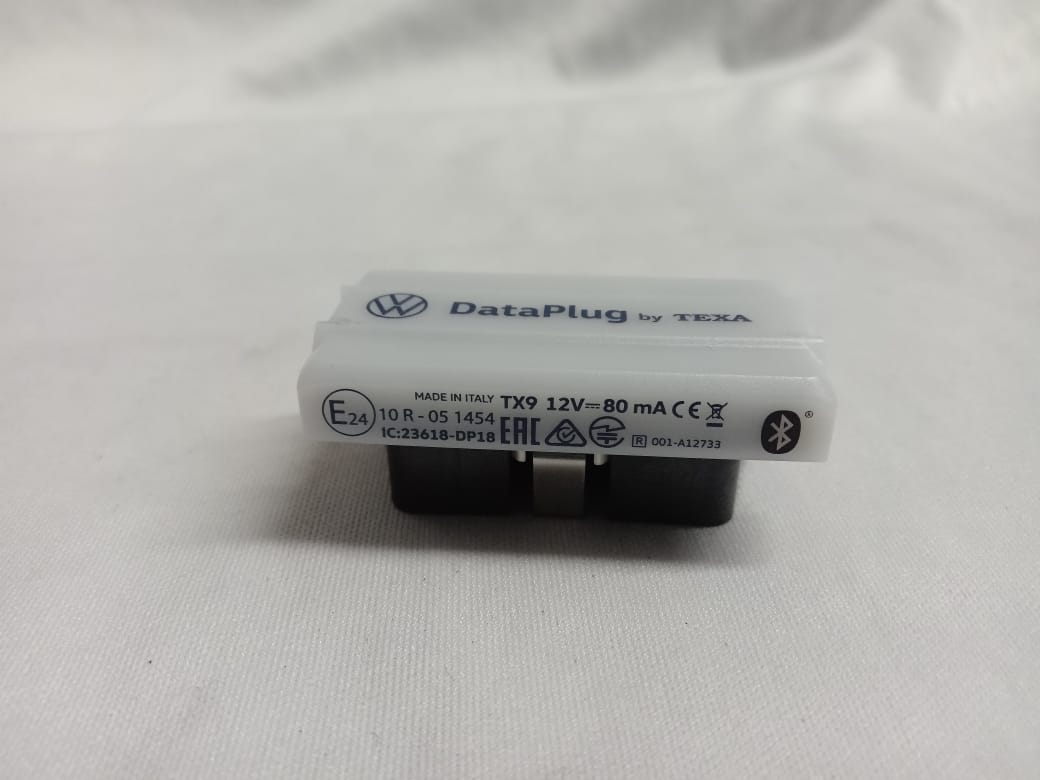 DataPlug by TEXA
MADE IN ITALY TX9 12V⎓80 mA CE
E24 10 R - 05 1454
IC:23618-DP18 EAC R 001-A12733
®